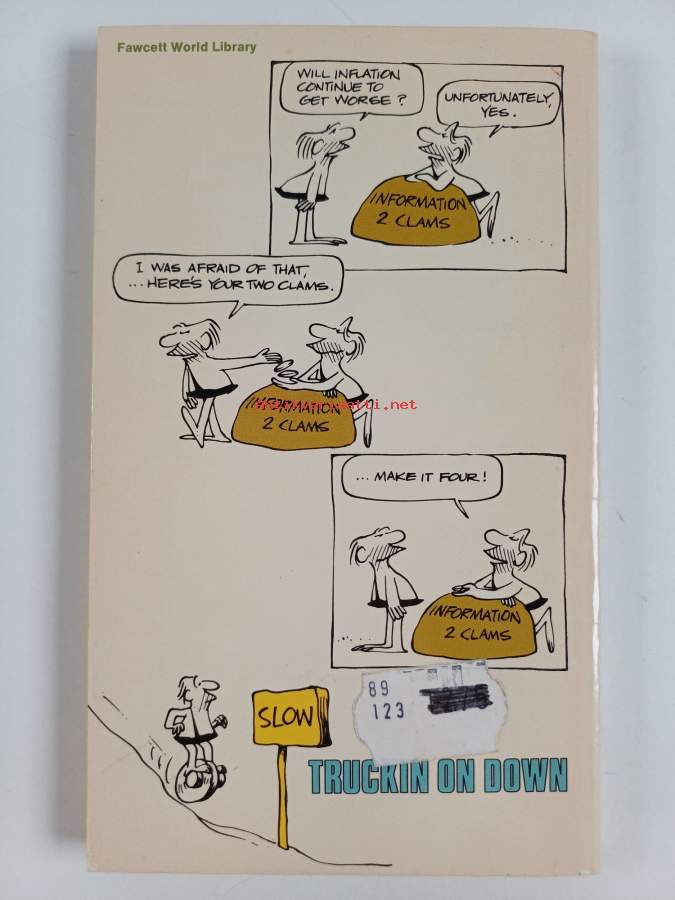 Fawcett World Library
WILL INFLATION
CONTINUE TO
GET WORSE?
UNFORTUNATELY,
YES.
INFORMATION
2 CLAMS
I WAS AFRAID OF THAT,
...HERE'S YOUR TWO CLAMS.
INFORMATION
2 CLAMS
... MAKE IT FOUR!
INFORMATION
2 CLAMS
89
123
SLOW
TRUCKIN ON DOWN